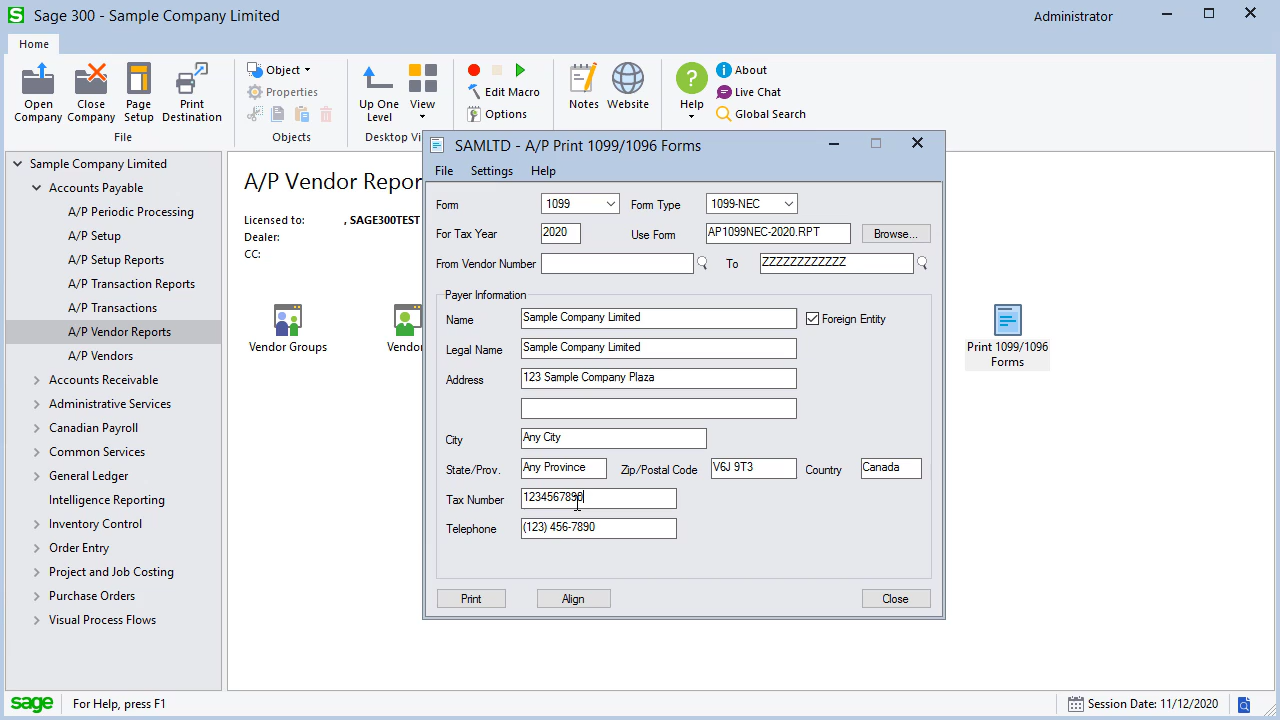 S Sage 300 - Sample Company Limited
Administrator
Home
Open Company
Close Company
Page Setup
Print Destination
File
Object
Properties
Objects
Up One Level
View
Desktop Vi
Edit Macro
Options
Notes
Website
Help
About
Live Chat
Global Search
Sample Company Limited
Accounts Payable
A/P Periodic Processing
A/P Setup
A/P Setup Reports
A/P Transaction Reports
A/P Transactions
A/P Vendor Reports
A/P Vendors
Accounts Receivable
Administrative Services
Canadian Payroll
Common Services
General Ledger
Intelligence Reporting
Inventory Control
Order Entry
Project and Job Costing
Purchase Orders
Visual Process Flows
A/P Vendor Repor
Licensed to: , SAGE300TEST
Dealer:
CC:
Vendor Groups
Vendo
Print 1099/1096
Forms
SAMLTD - A/P Print 1099/1096 Forms
File Settings Help
Form 1099 Form Type 1099-NEC
For Tax Year 2020 Use Form AP1099NEC-2020.RPT Browse...
From Vendor Number To ZZZZZZZZZZZZ
Payer Information
Name Sample Company Limited Foreign Entity
Legal Name Sample Company Limited
Address 123 Sample Company Plaza
City Any City
State/Prov. Any Province Zip/Postal Code V6J 9T3 Country Canada
Tax Number 1234567890
Telephone (123) 456-7890
Print Align Close
sage For Help, press F1
Session Date: 11/12/2020